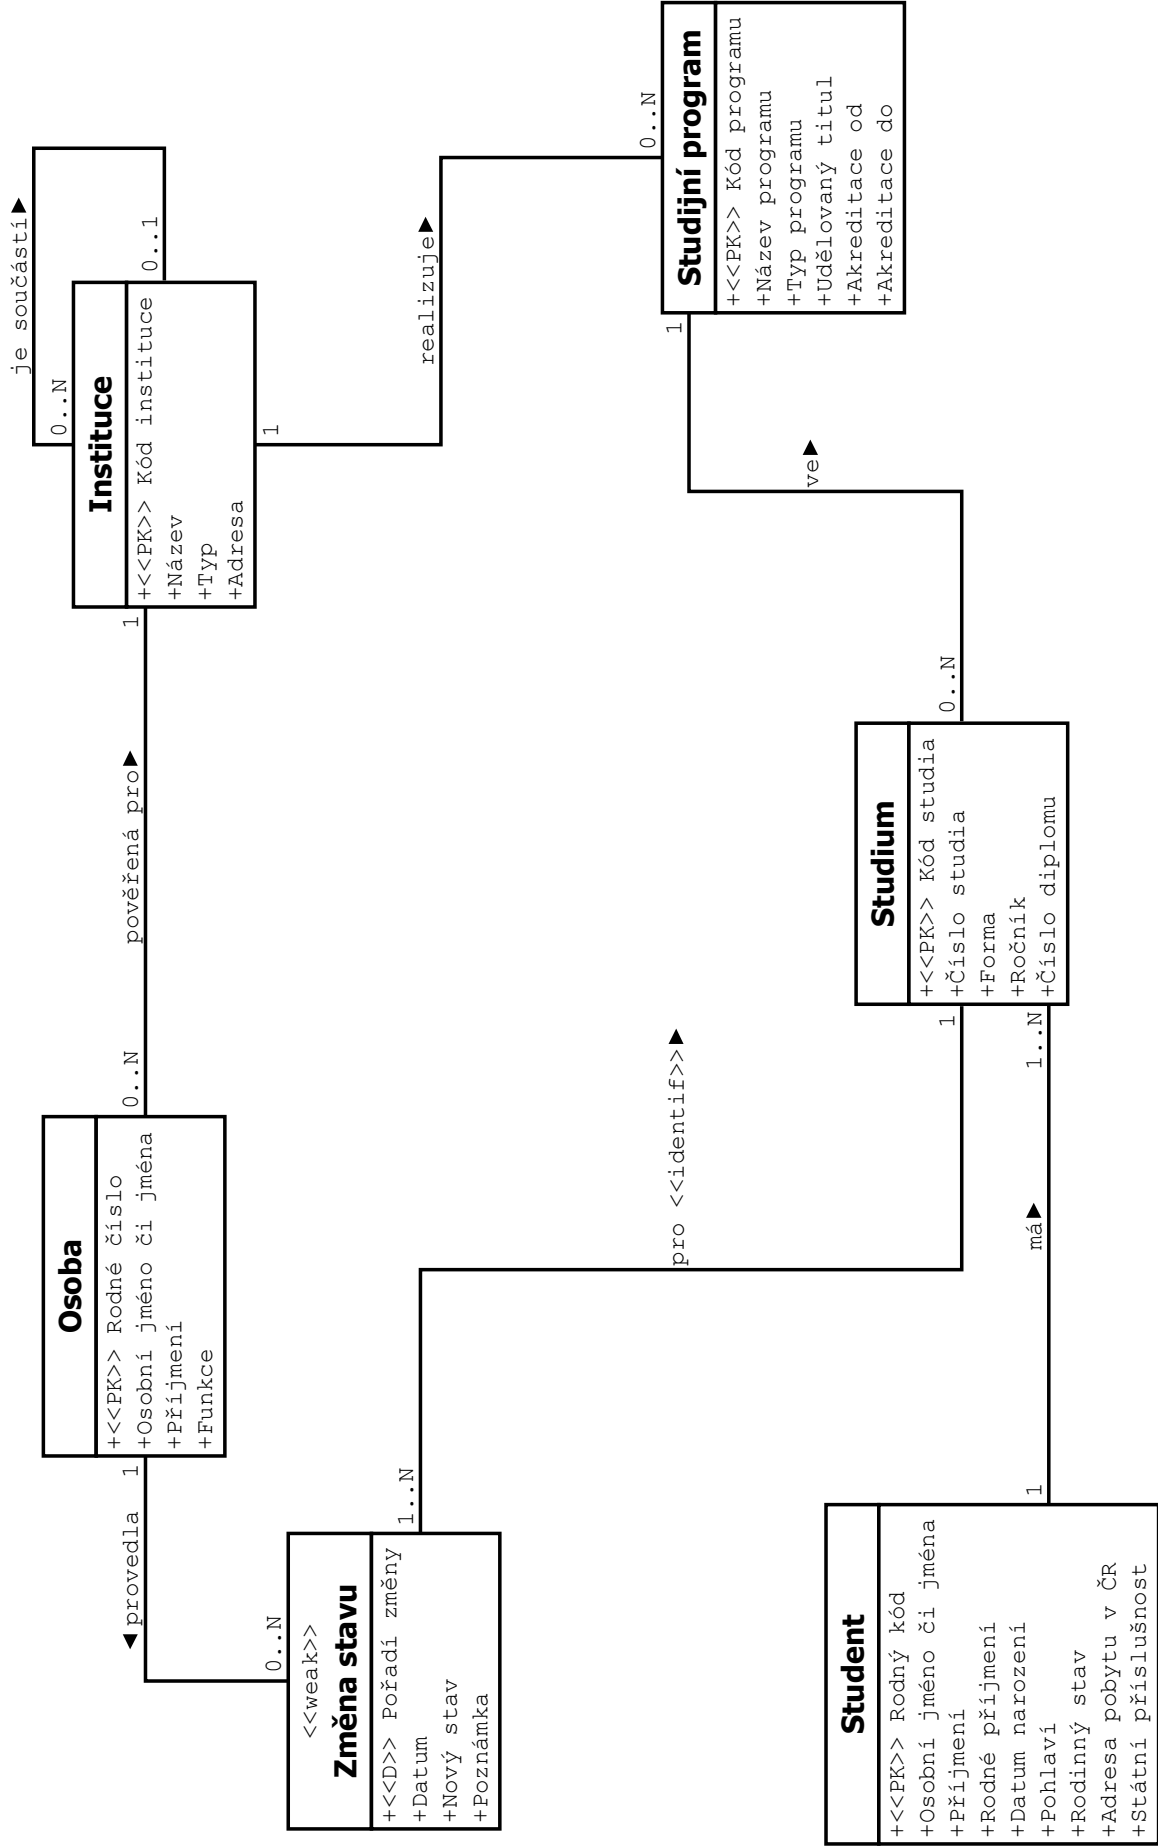 <<weak>>
Změna stavu
+<<D>> Pořadí změny
+Datum
+Nový stav
+Poznámka
0..N
◀provedla
1
1..N
Osoba
+<<PK>> Rodné číslo
+Osobní jméno či jména
+Příjmení
+Funkce
0..N
pověřená pro▶
1
Instituce
+<<PK>> Kód instituce
+Název
+Typ
+Adresa
0..N
je součástí▶
0..1
1
realizuje▶
0..N
Studijní program
+<<PK>> Kód programu
+Název programu
+Typ programu
+Udělovaný titul
+Akreditace od
+Akreditace do
1
ve▶
0..N
pro <<identif>>▶
Student
+<<PK>> Rodný kód
+Osobní jméno či jména
+Příjmení
+Rodné příjmení
+Datum narození
+Pohlaví
+Rodinný stav
+Adresa pobytu v ČR
+Státní příslušnost
1
má▶
1..N
1
Studium
+<<PK>> Kód studia
+Číslo studia
+Forma
+Ročník
+Číslo diplomu